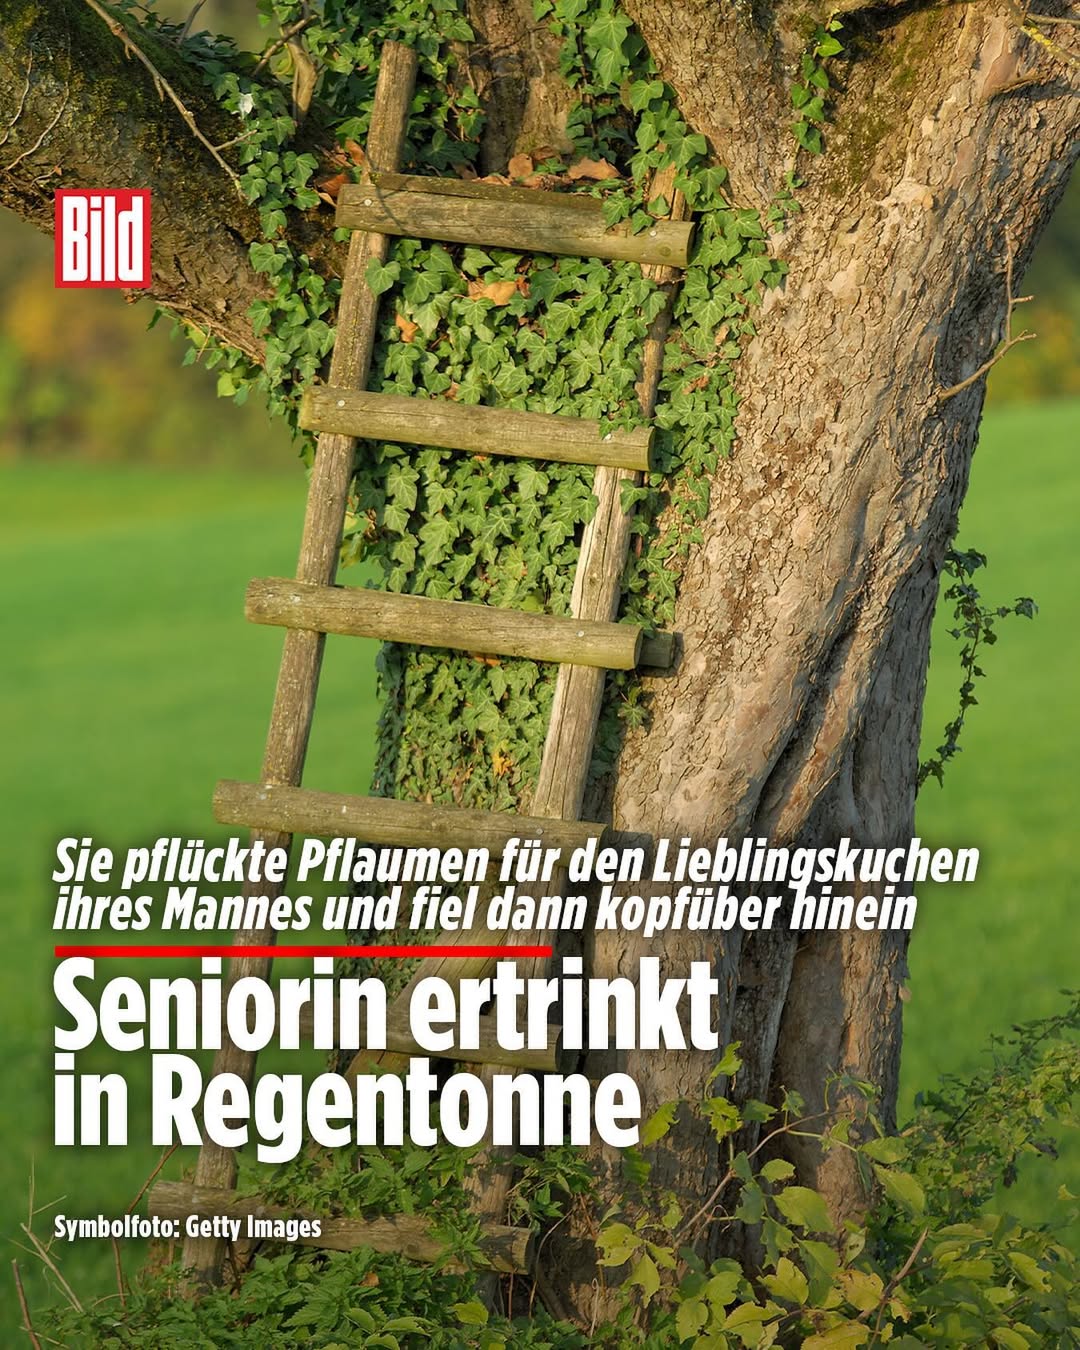 Bild
Sie pflückte Pflaumen für den Lieblingskuchen
ihres Mannes und fiel dann kopfüber hinein
Seniorin ertrinkt
in Regentonne
Symbolfoto: Getty Images